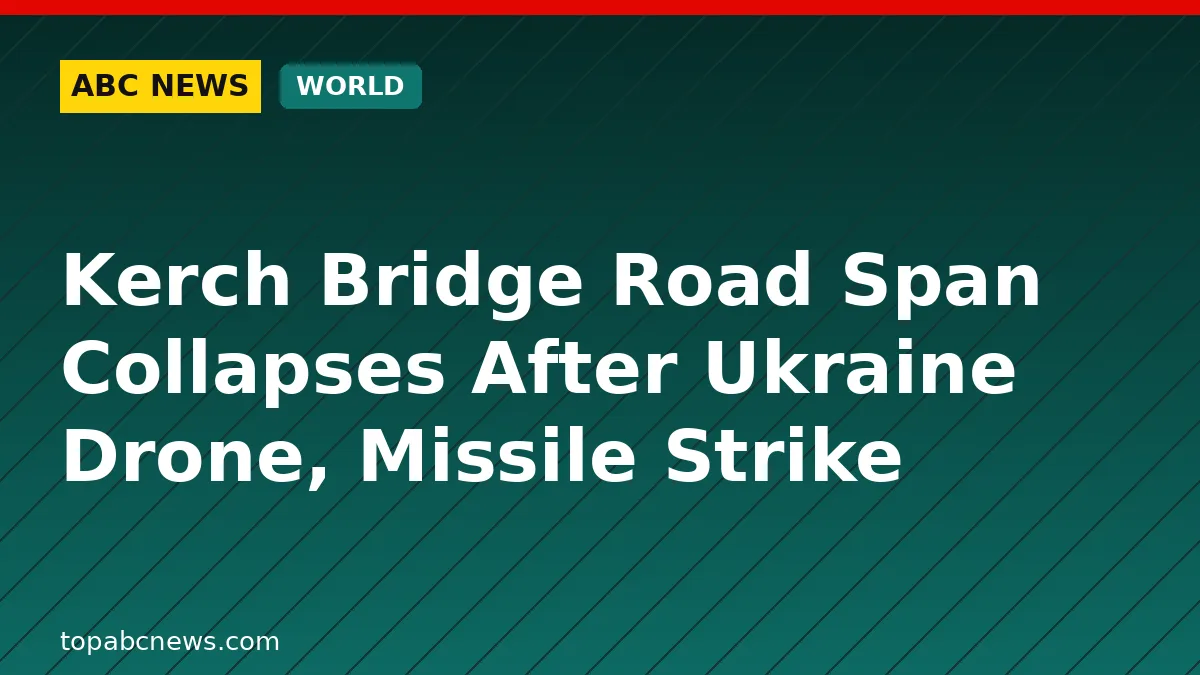 ABC NEWS
WORLD
Kerch Bridge Road Span
Collapses After Ukraine
Drone, Missile Strike
topabcnews.com